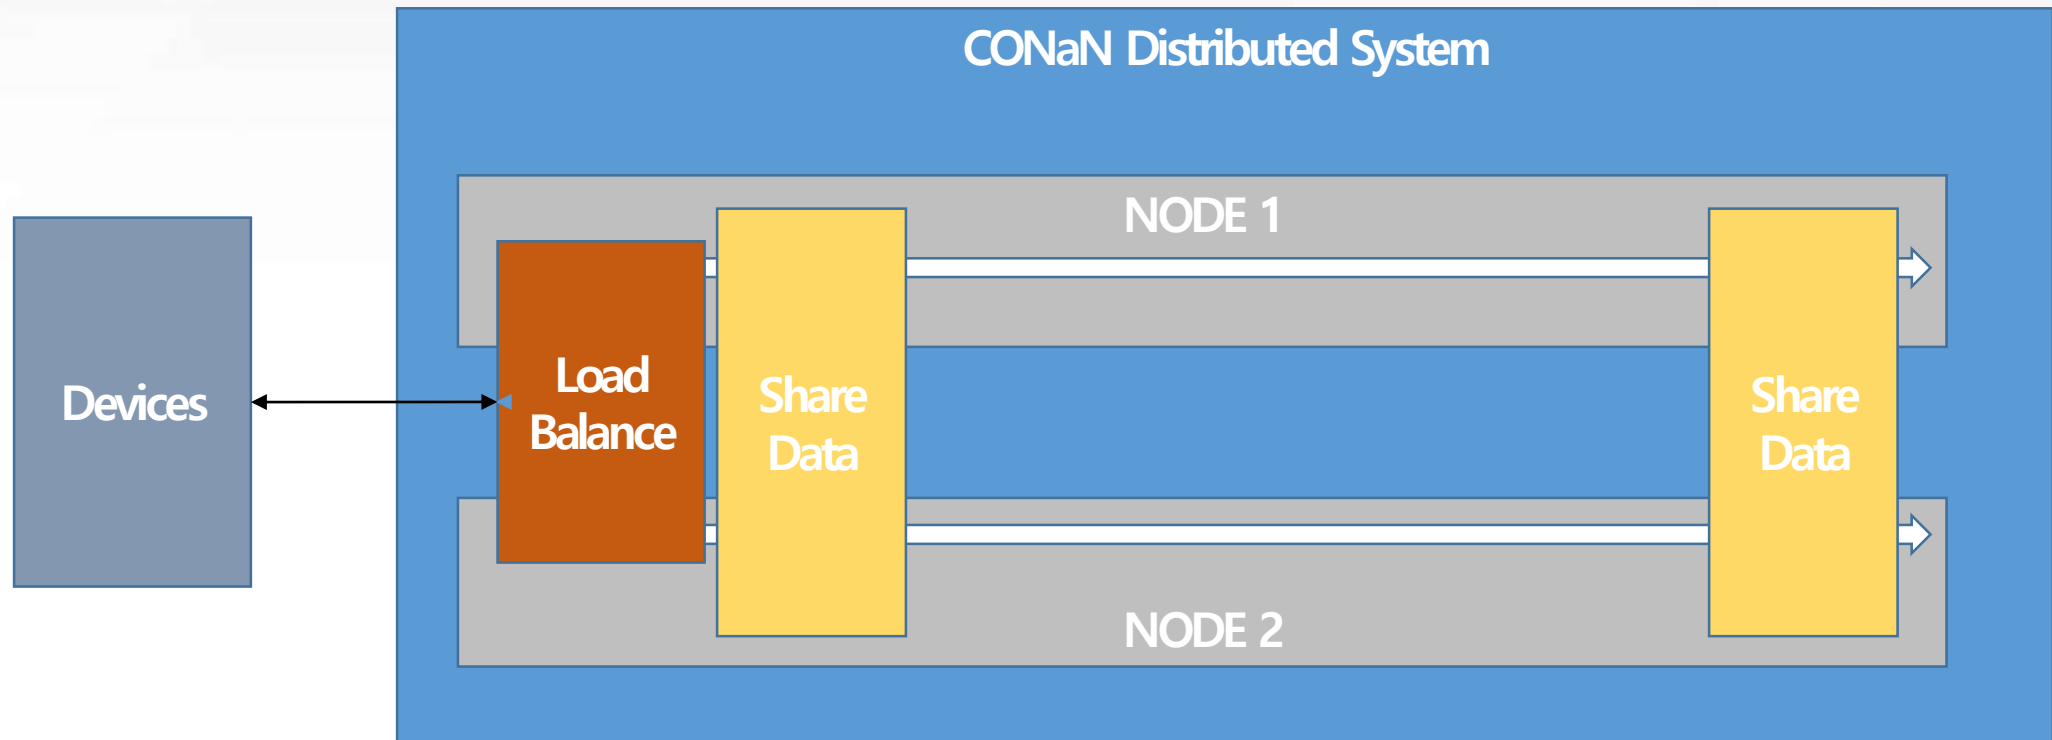 CONaN Distributed System
NODE 1
Devices
Load
Balance
Share
Data
Share
Data
NODE 2